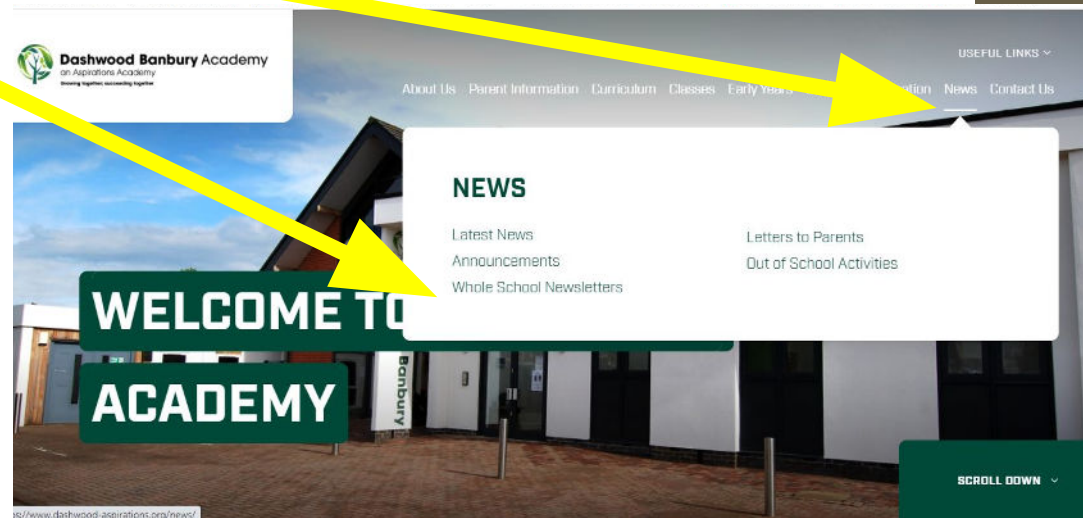 Dashwood Banbury Academy
an Aspirations Academy
Growing together, succeeding together
USEFUL LINKS
About Us Parent Information Curriculum Classes Early Years News Contact Us
NEWS
Latest News
Announcements
Whole School Newsletters
Letters to Parents
Out of School Activities
WELCOME TO
ACADEMY
Banbury
SCROLL DOWN
ps://www.dashwood-aspirations.org/news/